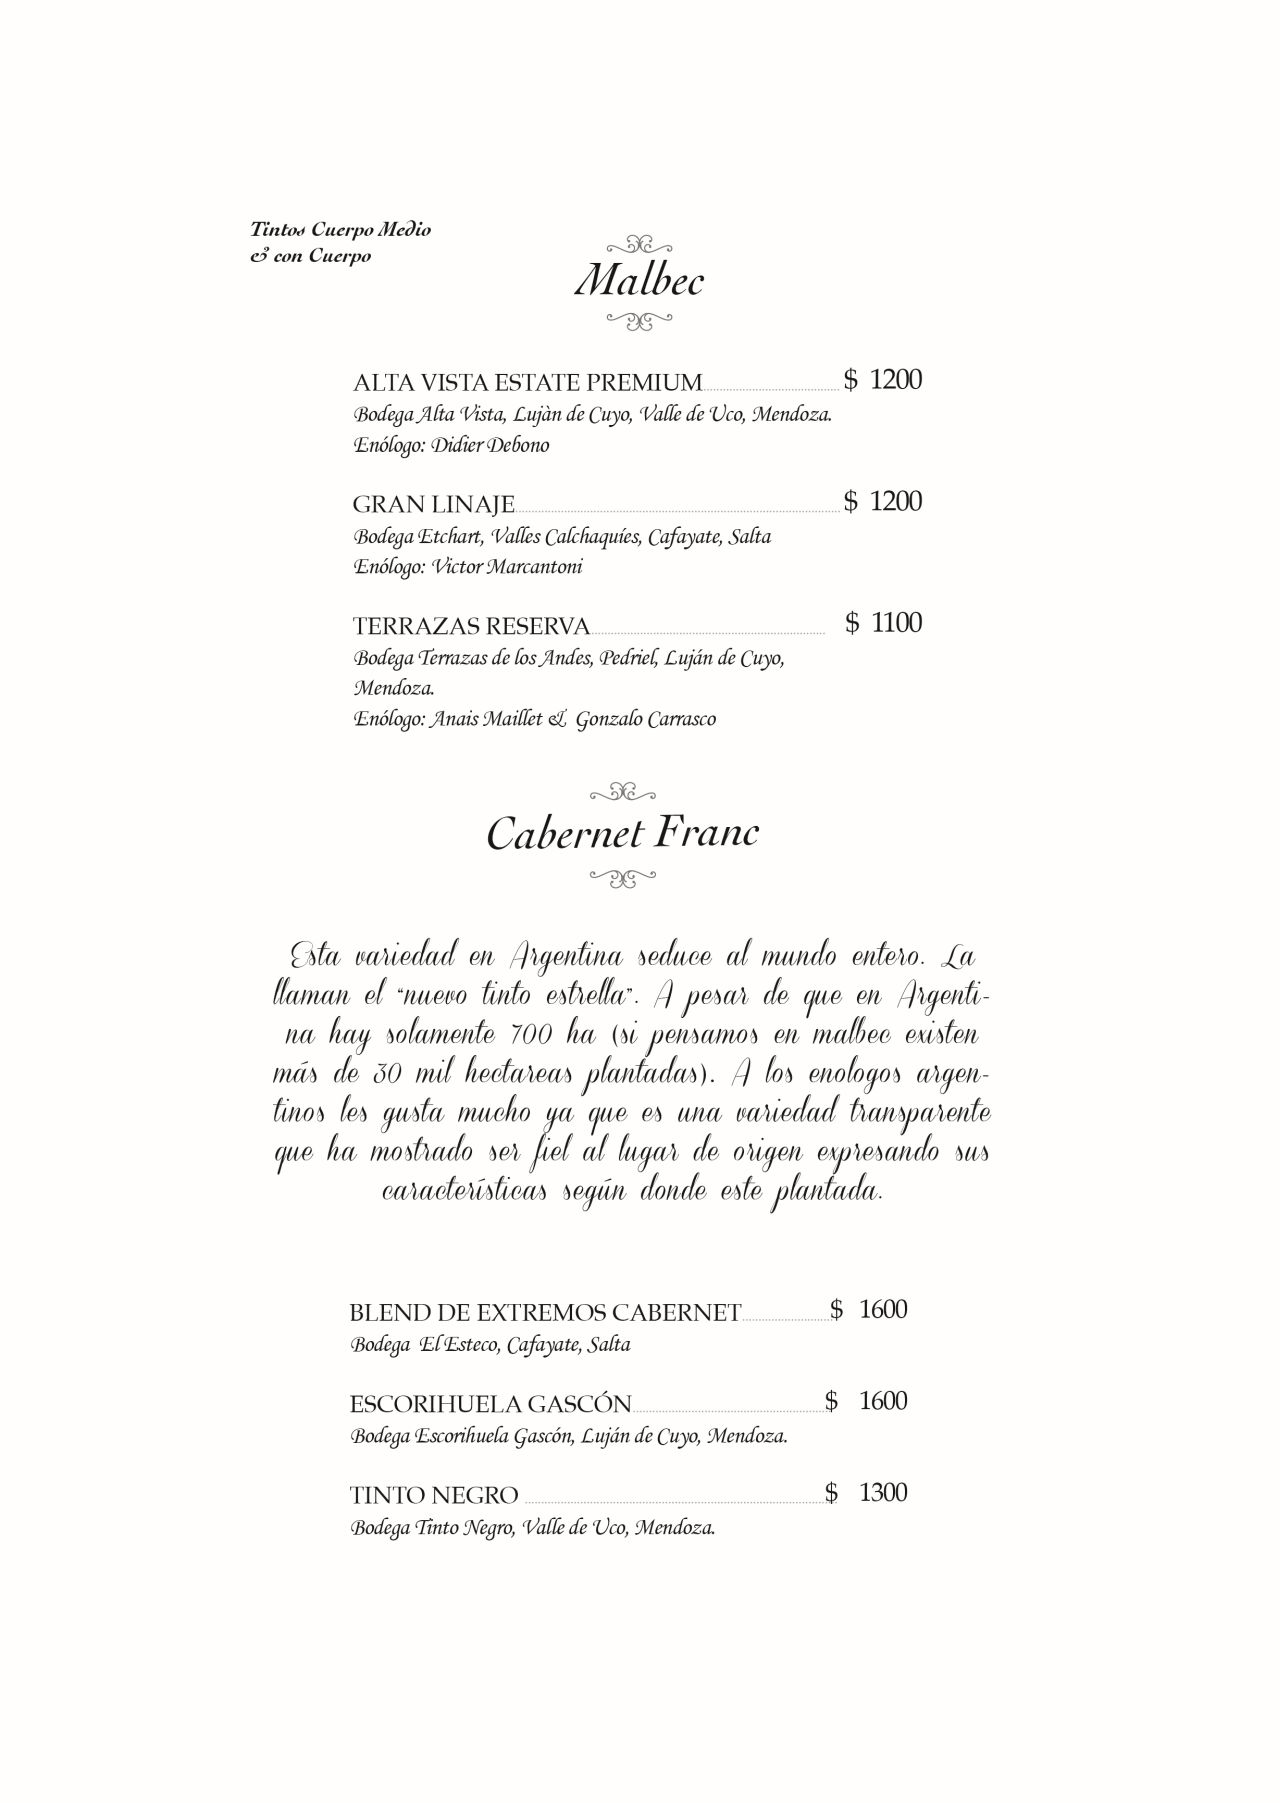 Tintos Cuerpo Medio
& con Cuerpo
Malbec
ALTA VISTA ESTATE PREMIUM $ 1200
Bodega Alta Vista, Lujàn de Cuyo, Valle de Uco, Mendoza.
Enólogo: Didier Debono
GRAN LINAJE $ 1200
Bodega Etchart, Valles Calchaquíes, Cafayate, Salta
Enólogo: Victor Marcantoni
TERRAZAS RESERVA $ 1100
Bodega Terrazas de los Andes, Pedriel, Luján de Cuyo,
Mendoza.
Enólogo: Anais Maillet & Gonzalo Carrasco
Cabernet Franc
Esta variedad en Argentina seduce al mundo entero. La
llaman el “nuevo tinto estrella”. A pesar de que en Argenti-
na hay solamente 700 ha (si pensamos en malbec existen
más de 30 mil hectareas plantadas). A los enologos argen-
tinos les gusta mucho ya que es una variedad transparente
que ha mostrado ser fiel al lugar de origen expresando sus
características según donde este plantada.
BLEND DE EXTREMOS CABERNET $ 1600
Bodega El Esteco, Cafayate, Salta
ESCORIHUELA GASCÓN $ 1600
Bodega Escorihuela Gascón, Luján de Cuyo, Mendoza.
TINTO NEGRO $ 1300
Bodega Tinto Negro, Valle de Uco, Mendoza.